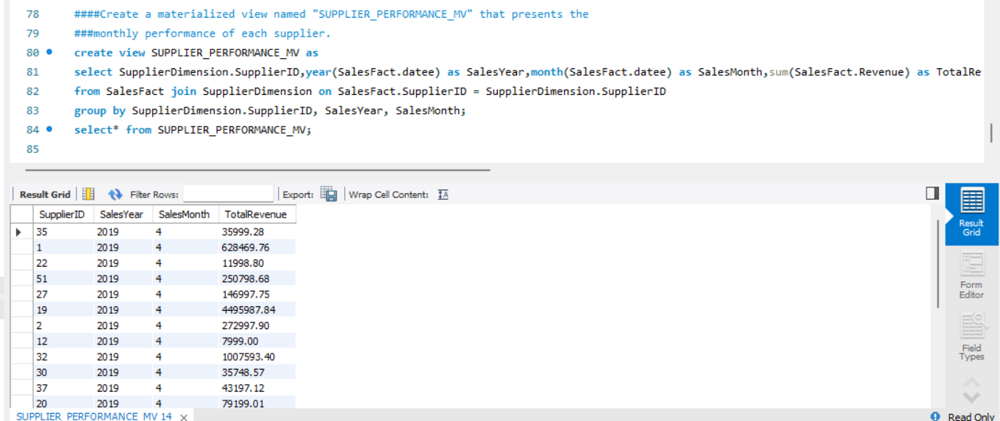 78 ####Create a materialized view named "SUPPLIER_PERFORMANCE_MV" that presents the
79 ###monthly performance of each supplier.
80 create view SUPPLIER_PERFORMANCE_MV as
81 select SupplierDimension.SupplierID,year(SalesFact.datee) as SalesYear,month(SalesFact.datee) as SalesMonth,sum(SalesFact.Revenue) as TotalRe
82 from SalesFact join SupplierDimension on SalesFact.SupplierID = SupplierDimension.SupplierID
83 group by SupplierDimension.SupplierID, SalesYear, SalesMonth;
84 select* from SUPPLIER_PERFORMANCE_MV;
85
Result Grid Filter Rows: Export: Wrap Cell Content: IA
SupplierID SalesYear SalesMonth TotalRevenue
35 2019 4 35999.28
1 2019 4 628469.76
22 2019 4 11998.80
51 2019 4 250798.68
27 2019 4 146997.75
19 2019 4 4495987.84
2 2019 4 272997.90
12 2019 4 7999.00
32 2019 4 1007593.40
30 2019 4 35748.57
37 2019 4 43197.12
20 2019 4 79199.01
Result
Grid
Form
Editor
Field
Types
SUPPLIER_PERFORMANCE_MV 14
Read Only